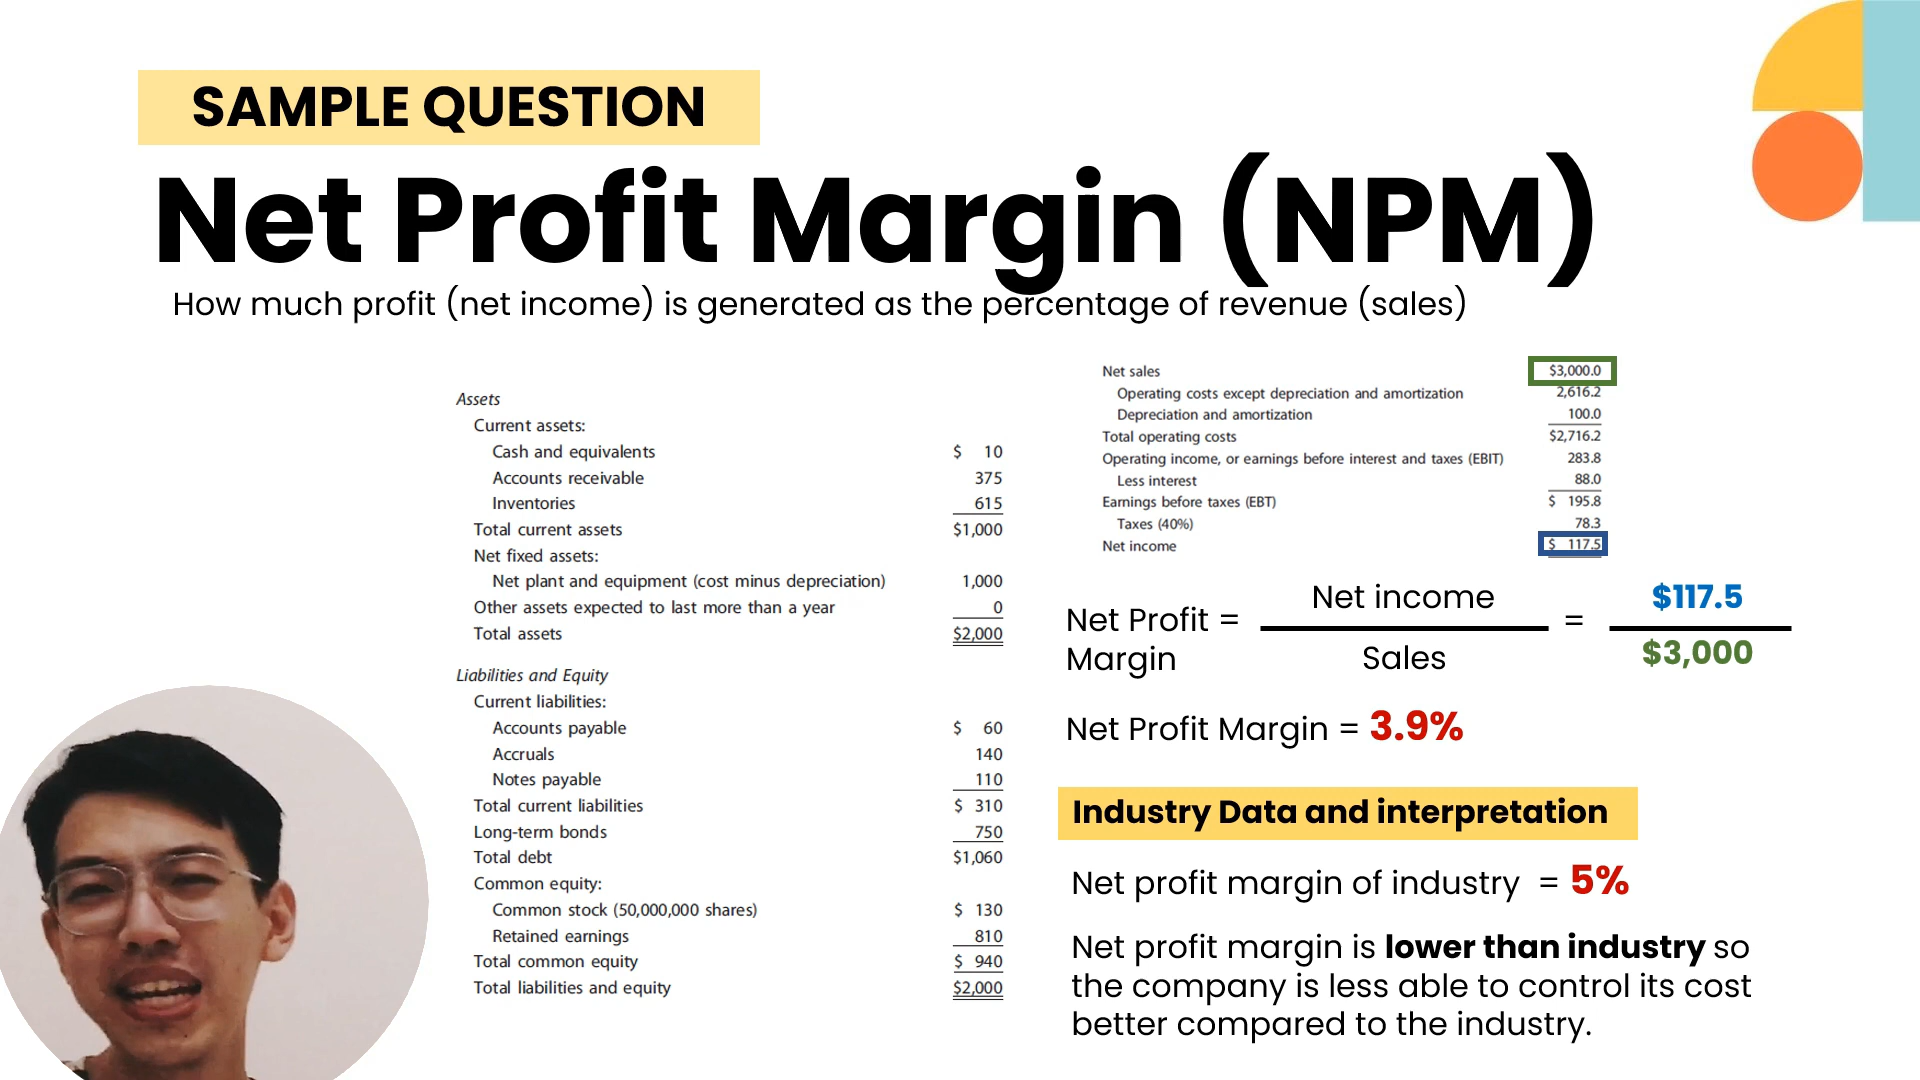 SAMPLE QUESTION
Net Profit Margin (NPM)
How much profit (net income) is generated as the percentage of revenue (sales)
Assets
Current assets:
Cash and equivalents $ 10
Accounts receivable 375
Inventories 615
Total current assets $1,000
Net fixed assets:
Net plant and equipment (cost minus depreciation) 1,000
Other assets expected to last more than a year 0
Total assets $2,000
Liabilities and Equity
Current liabilities:
Accounts payable $ 60
Accruals 140
Notes payable 110
Total current liabilities $ 310
Long-term bonds 750
Total debt $1,060
Common equity:
Common stock (50,000,000 shares) $ 130
Retained earnings 810
Total common equity $ 940
Total liabilities and equity $2,000
Net sales $3,000.0
Operating costs except depreciation and amortization 2,616.2
Depreciation and amortization 100.0
Total operating costs $2,716.2
Operating income, or earnings before interest and taxes (EBIT) 283.8
Less interest 88.0
Earnings before taxes (EBT) $ 195.8
Taxes (40%) 78.3
Net income $ 117.5
Net income $117.5
Net Profit = =
Margin Sales $3,000
Net Profit Margin = 3.9%
Industry Data and interpretation
Net profit margin of industry = 5%
Net profit margin is lower than industry so
the company is less able to control its cost
better compared to the industry.